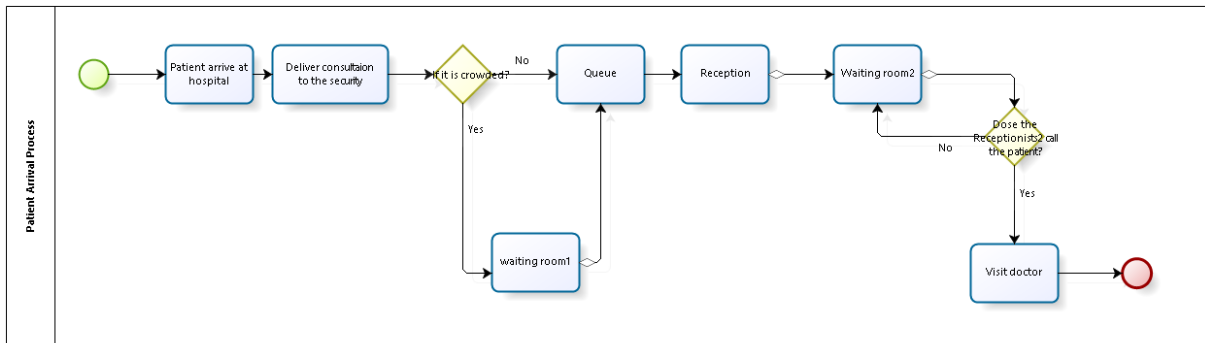 Patient Arrival Process
Patient arrive at
hospital
Deliver consultaion
to the security
If it is crowded?
No
Queue
Reception
Waiting room2
Dose the
Receptionists2 call
the patient?
No
Yes
Yes
waiting room1
Visit doctor